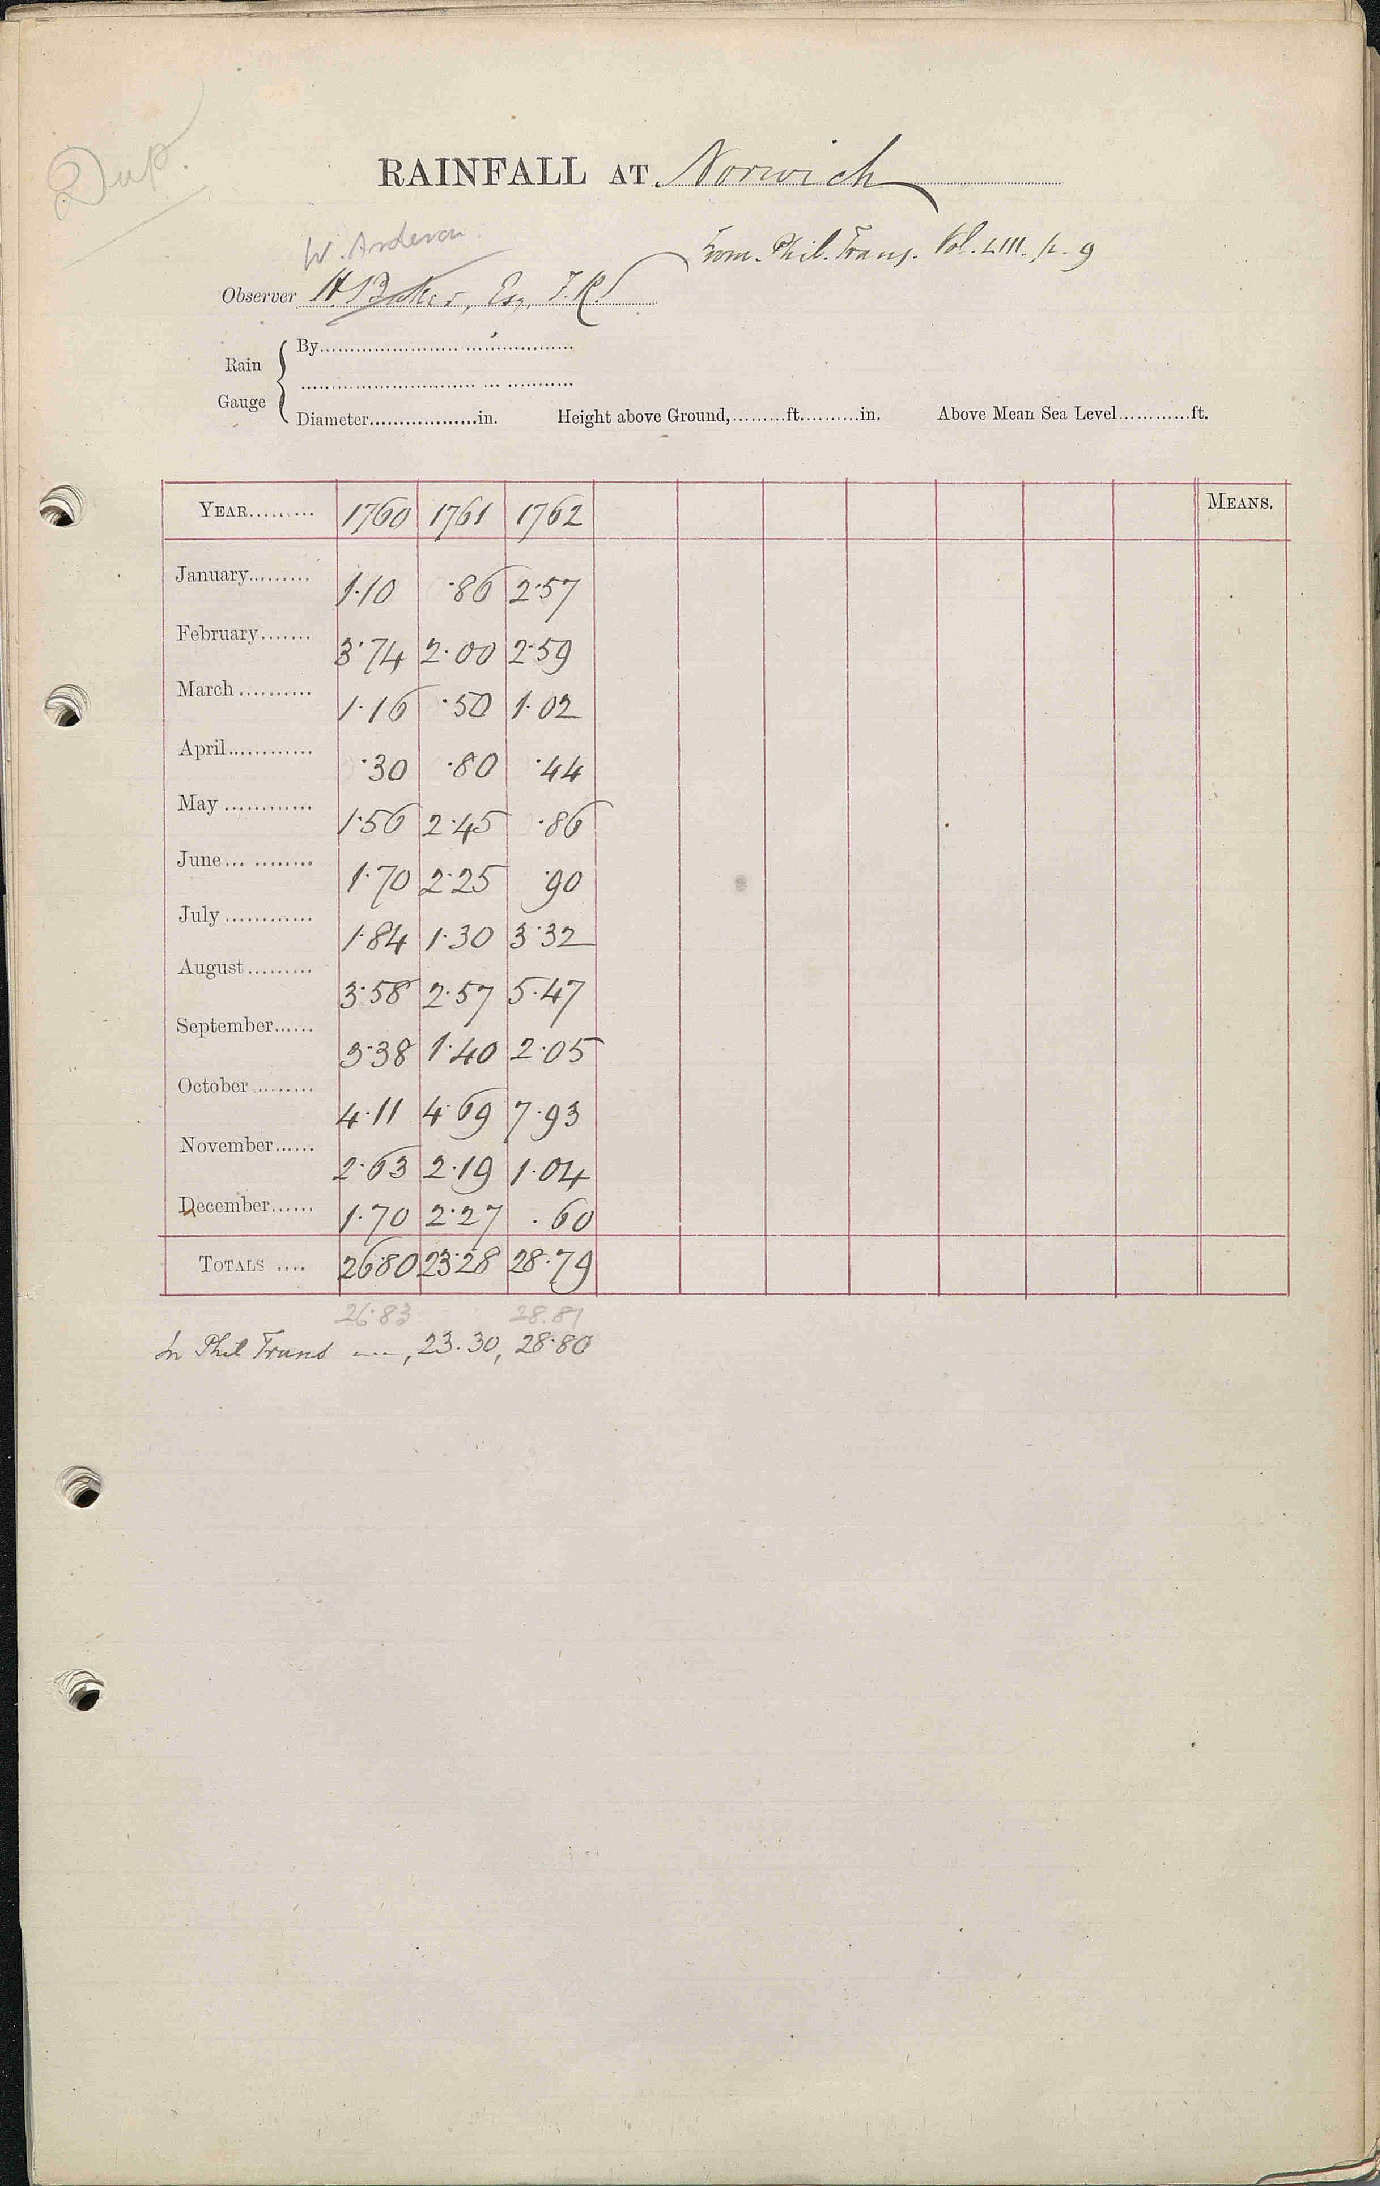 Dup.
RAINFALL AT Norwich
W. Anderson.
From Phil. Trans. Vol. LIII. p. 9
Observer H. Baker, Esq, F.R.S
Rain Gauge
By
Diameter in. Height above Ground, ft. in. Above Mean Sea Level ft.
YEAR 1760 1761 1762 MEANS.
January 1.10 .86 2.57
February 3.74 2.00 2.59
March 1.16 .50 1.02
April .30 .80 .44
May 1.56 2.45 .86
June 1.70 2.25 .90
July 1.84 1.30 3.32
August 3.58 2.57 5.47
September 3.38 1.40 2.05
October 4.11 4.69 7.93
November 2.63 2.19 1.04
December 1.70 2.27 .60
TOTALS 26.80 23.28 28.79
26.83 28.81
In Phil Trans ---, 23.30, 28.80